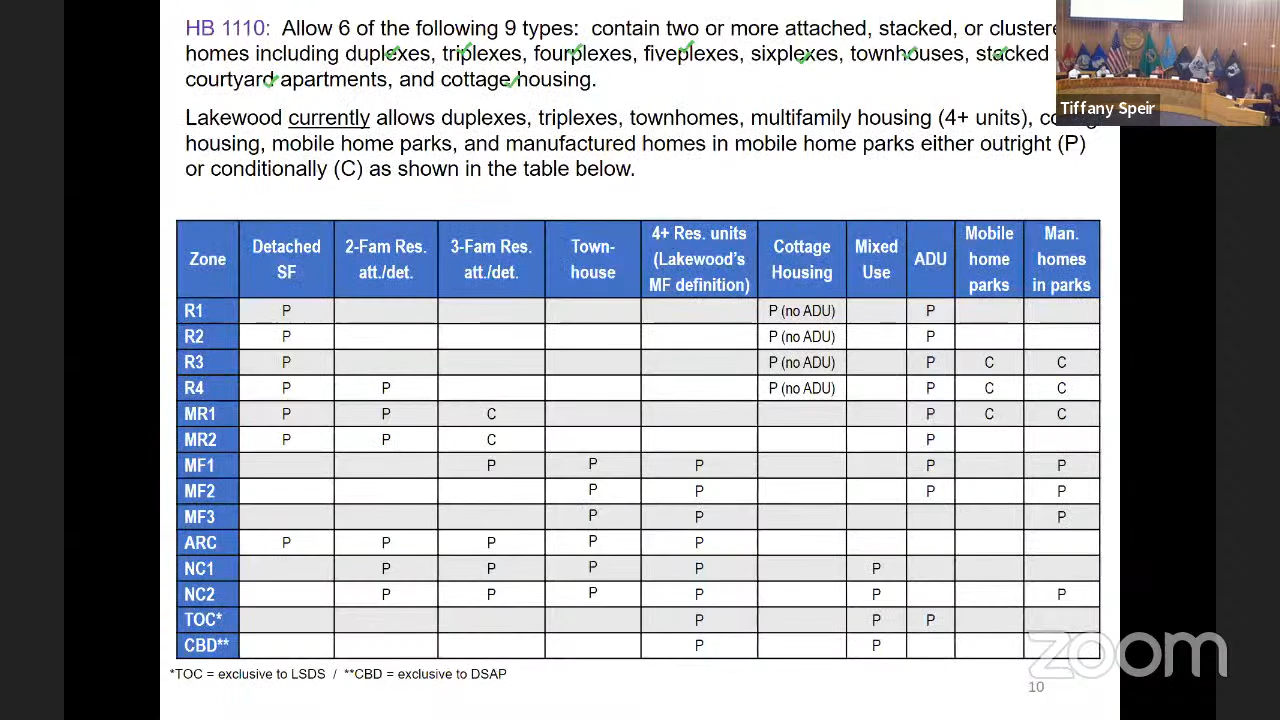 HB 1110: Allow 6 of the following 9 types: contain two or more attached, stacked, or clustere
homes including duplexes, triplexes, fourplexes, fiveplexes, sixplexes, townhouses, stacked
courtyard apartments, and cottage housing.
Lakewood currently allows duplexes, triplexes, townhomes, multifamily housing (4+ units),
housing, mobile home parks, and manufactured homes in mobile home parks either outright (P)
or conditionally (C) as shown in the table below.
Tiffany Speir
Zone Detached SF 2-Fam Res. att./det. 3-Fam Res. att./det. Town-house 4+ Res. units (Lakewood's MF definition) Cottage Housing Mixed Use ADU Mobile home parks Man. homes in parks
R1 P P (no ADU) P
R2 P P (no ADU) P
R3 P P (no ADU) P C C
R4 P P P (no ADU) P C C
MR1 P P C P C C
MR2 P P C P
MF1 P P P P P
MF2 P P P P
MF3 P P P
ARC P P P P P
NC1 P P P P P
NC2 P P P P P P
TOC* P P P
CBD** P P
*TOC = exclusive to LSDS / **CBD = exclusive to DSAP
zoom
10